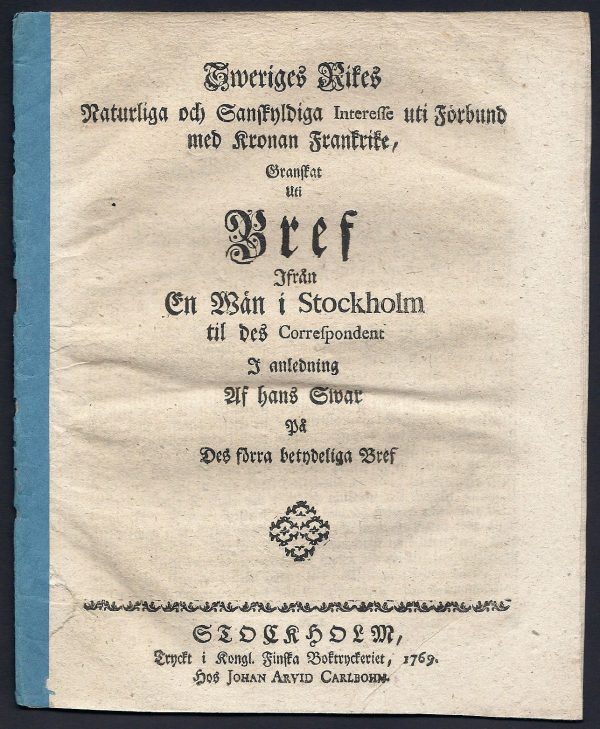 Sweriges Rikes
Naturliga och Sanskyldiga Interesse uti Förbund
med Kronan Frankrike,
Granskat
Uti
Bref
Ifrån
En Wän i Stockholm
til des Correspondent
I anledning
Af hans Swar
På
Des förra betydeliga Bref
STOCKHOLM,
Tryckt i Kongl. Finska Boktryckeriet, 1769.
Hos JOHAN ARVID CARLBOHM.